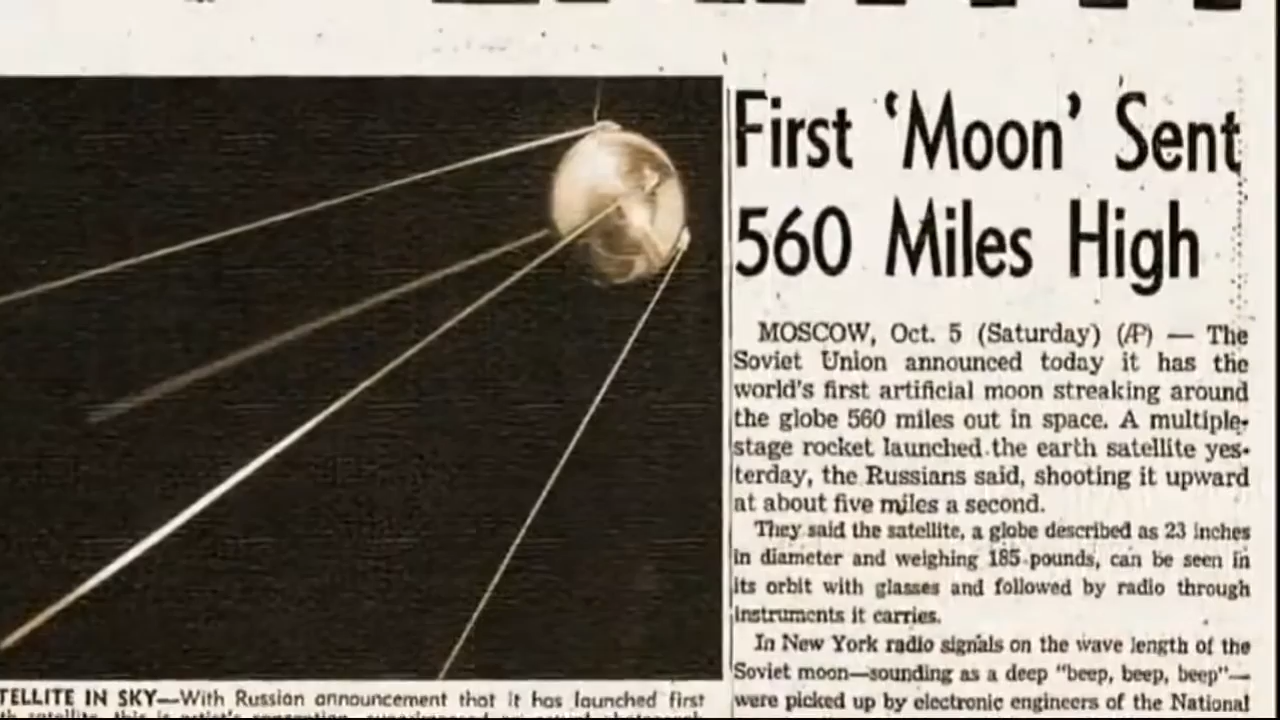 First 'Moon' Sent
560 Miles High
MOSCOW, Oct. 5 (Saturday) (AP) — The
Soviet Union announced today it has the
world's first artificial moon streaking around
the globe 560 miles out in space. A multiple-
stage rocket launched the earth satellite yes-
terday, the Russians said, shooting it upward
at about five miles a second.
They said the satellite, a globe described as 23 inches
in diameter and weighing 185 pounds, can be seen in
its orbit with glasses and followed by radio through
instruments it carries.
In New York radio signals on the wave length of the
Soviet moon—sounding as a deep "beep, beep, beep"—
were picked up by electronic engineers of the National
TELLITE IN SKY—With Russian announcement that it has launched first